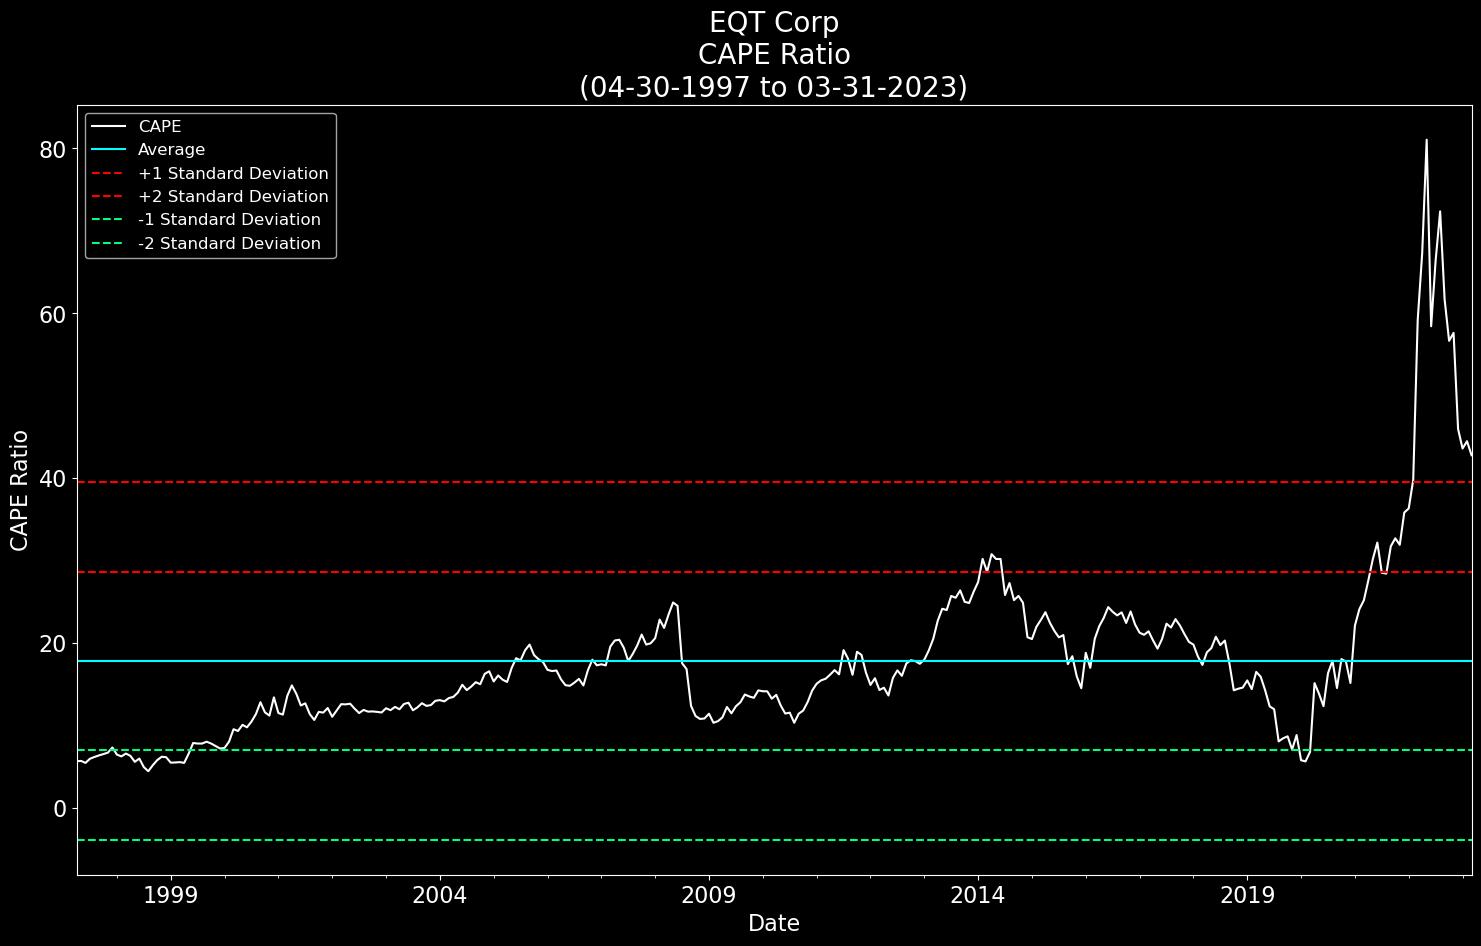 EQT Corp
CAPE Ratio
(04-30-1997 to 03-31-2023)
CAPE
Average
+1 Standard Deviation
+2 Standard Deviation
-1 Standard Deviation
-2 Standard Deviation
80
60
40
20
0
CAPE Ratio
1999 2004 2009 2014 2019
Date